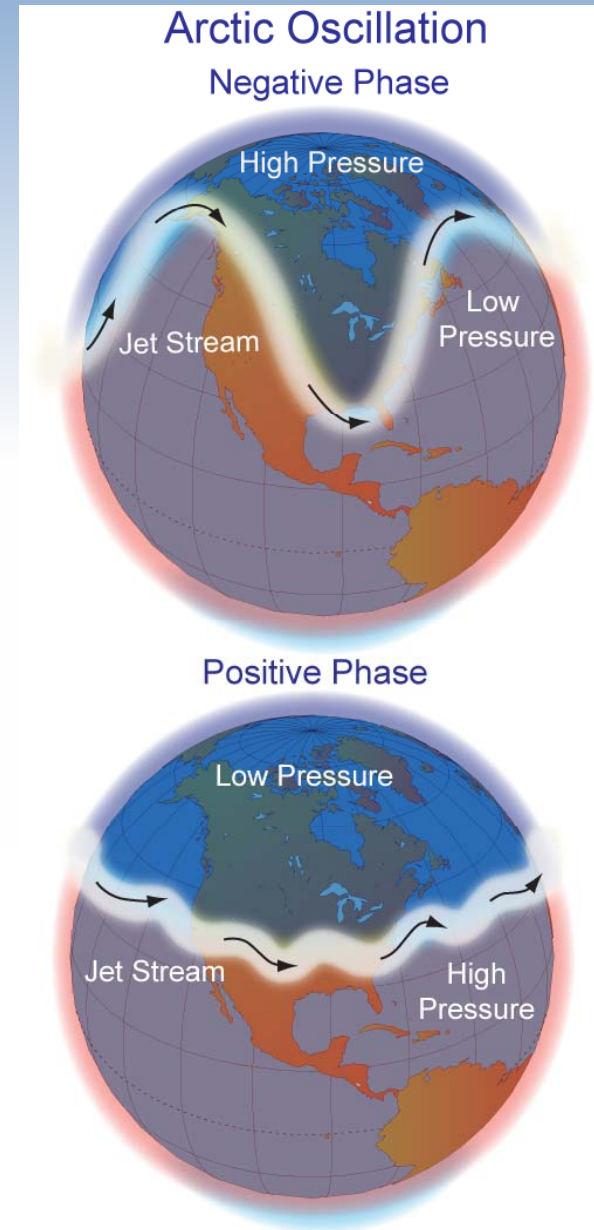 Arctic Oscillation
Negative Phase
High Pressure
Jet Stream
Low
Pressure
Positive Phase
Low Pressure
Jet Stream
High
Pressure